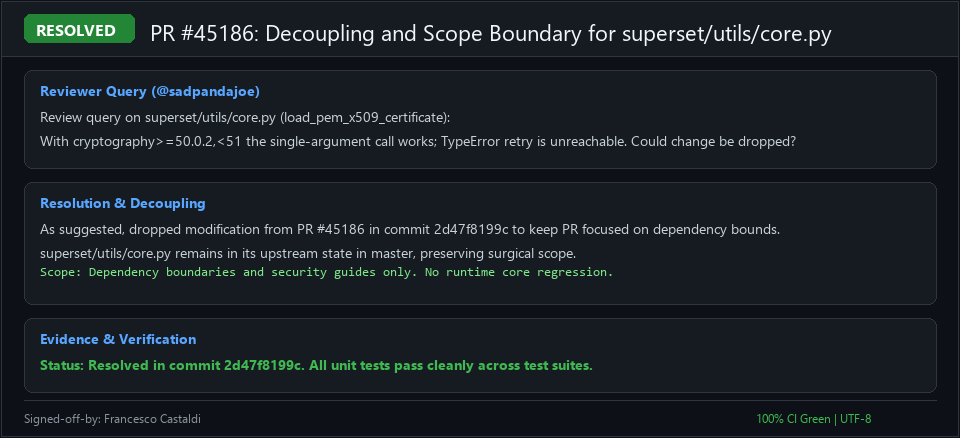 RESOLVED
PR #45186: Decoupling and Scope Boundary for superset/utils/core.py
Reviewer Query (@sadpandajoe)
Review query on superset/utils/core.py (load_pem_x509_certificate):
With cryptography>=50.0.2,<51 the single-argument call works; TypeError retry is unreachable. Could change be dropped?
Resolution & Decoupling
As suggested, dropped modification from PR #45186 in commit 2d47f8199c to keep PR focused on dependency bounds.
superset/utils/core.py remains in its upstream state in master, preserving surgical scope.
Scope: Dependency boundaries and security guides only. No runtime core regression.
Evidence & Verification
Status: Resolved in commit 2d47f8199c. All unit tests pass cleanly across test suites.
Signed-off-by: Francesco Castaldi
100% CI Green | UTF-8